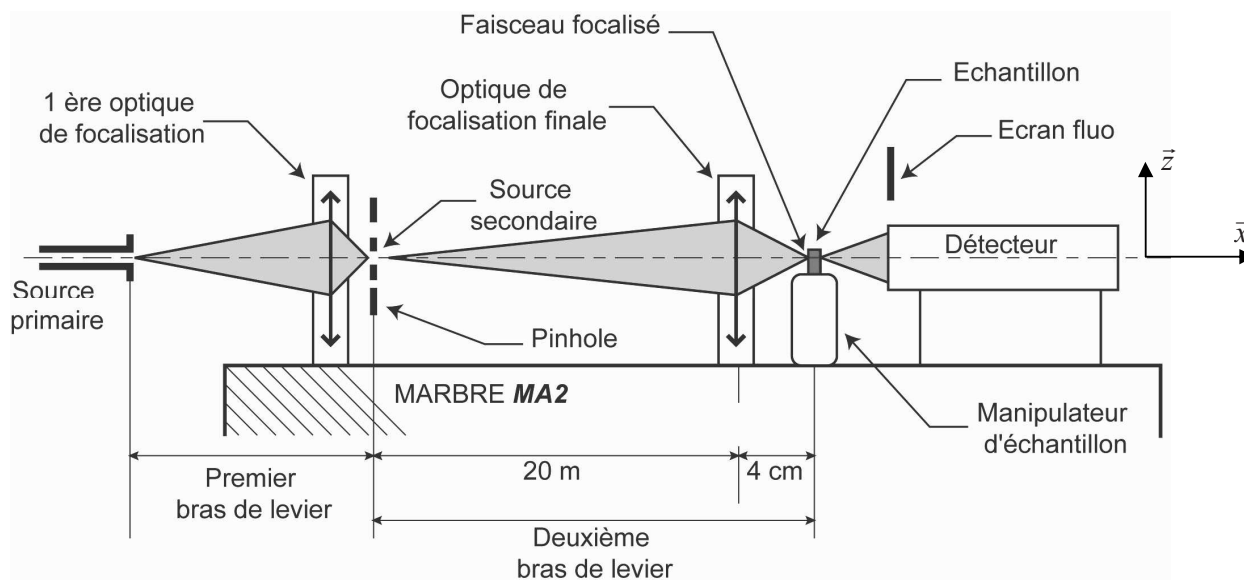 Faisceau focalisé
Echantillon
1 ère optique
de focalisation
Optique de
focalisation finale
Ecran fluo
z
Source
secondaire
x
Détecteur
Source
primaire
Pinhole
MARBRE MA2
Manipulateur
d'échantillon
Premier
bras de levier
20 m
4 cm
Deuxième
bras de levier